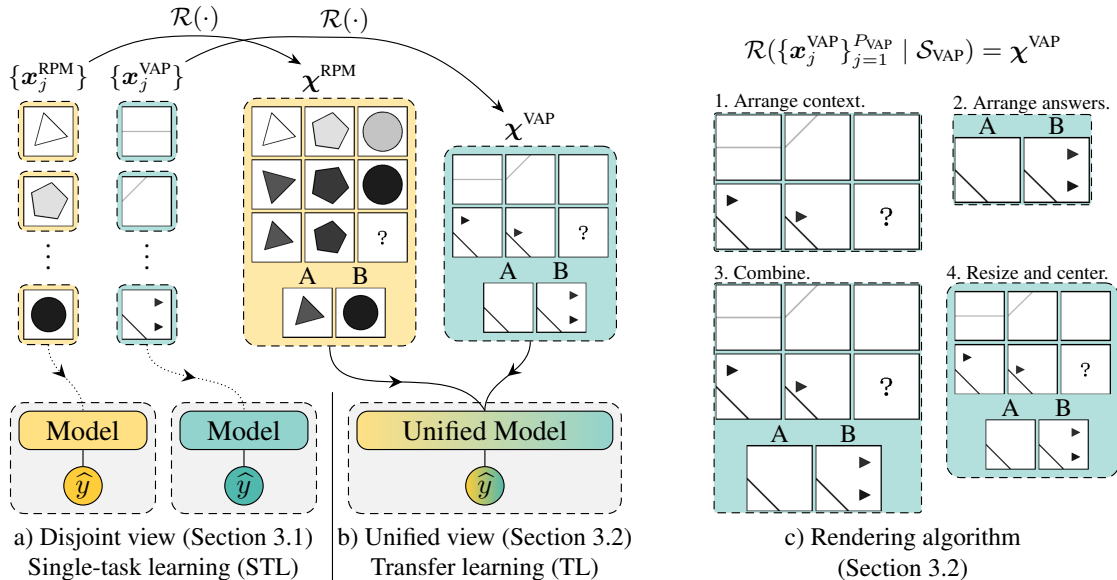 R(·)
R(·)
{x_j^RPM}
{x_j^VAP}
χ^RPM
χ^VAP
?
?
A B
A B
Model
Model
Unified Model
ŷ
ŷ
ŷ
a) Disjoint view (Section 3.1)
Single-task learning (STL)
b) Unified view (Section 3.2)
Transfer learning (TL)
R({x_j^VAP}_{j=1}^{P_VAP} | S_VAP) = χ^VAP
1. Arrange context.
?
2. Arrange answers.
A B
3. Combine.
?
A B
4. Resize and center.
?
A B
c) Rendering algorithm
(Section 3.2)